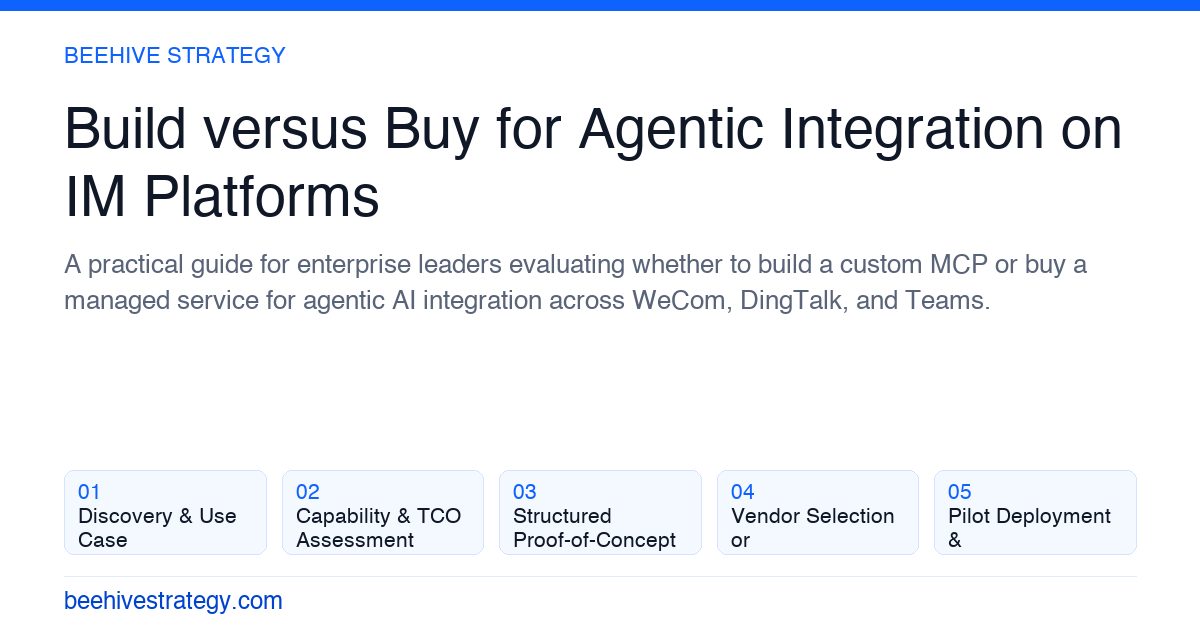 BEEHIVE STRATEGY
Build versus Buy for Agentic Integration on
IM Platforms
A practical guide for enterprise leaders evaluating whether to build a custom MCP or buy a
managed service for agentic AI integration across WeCom, DingTalk, and Teams.
01
Discovery & Use
Case
02
Capability & TCO
Assessment
03
Structured
Proof-of-Concept
04
Vendor Selection
or
05
Pilot Deployment
&
beehivestrategy.com